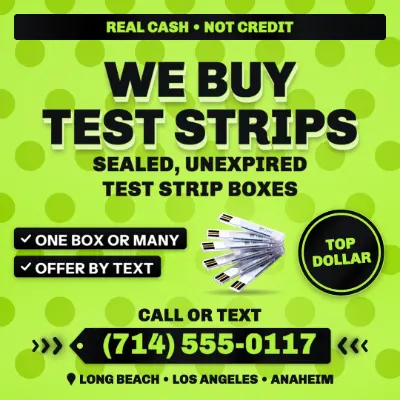 REAL CASH • NOT CREDIT
WE BUY
TEST STRIPS
SEALED, UNEXPIRED
TEST STRIP BOXES
ONE BOX OR MANY
OFFER BY TEXT
TOP
DOLLAR
CALL OR TEXT
(714) 555-0117
LONG BEACH • LOS ANGELES • ANAHEIM